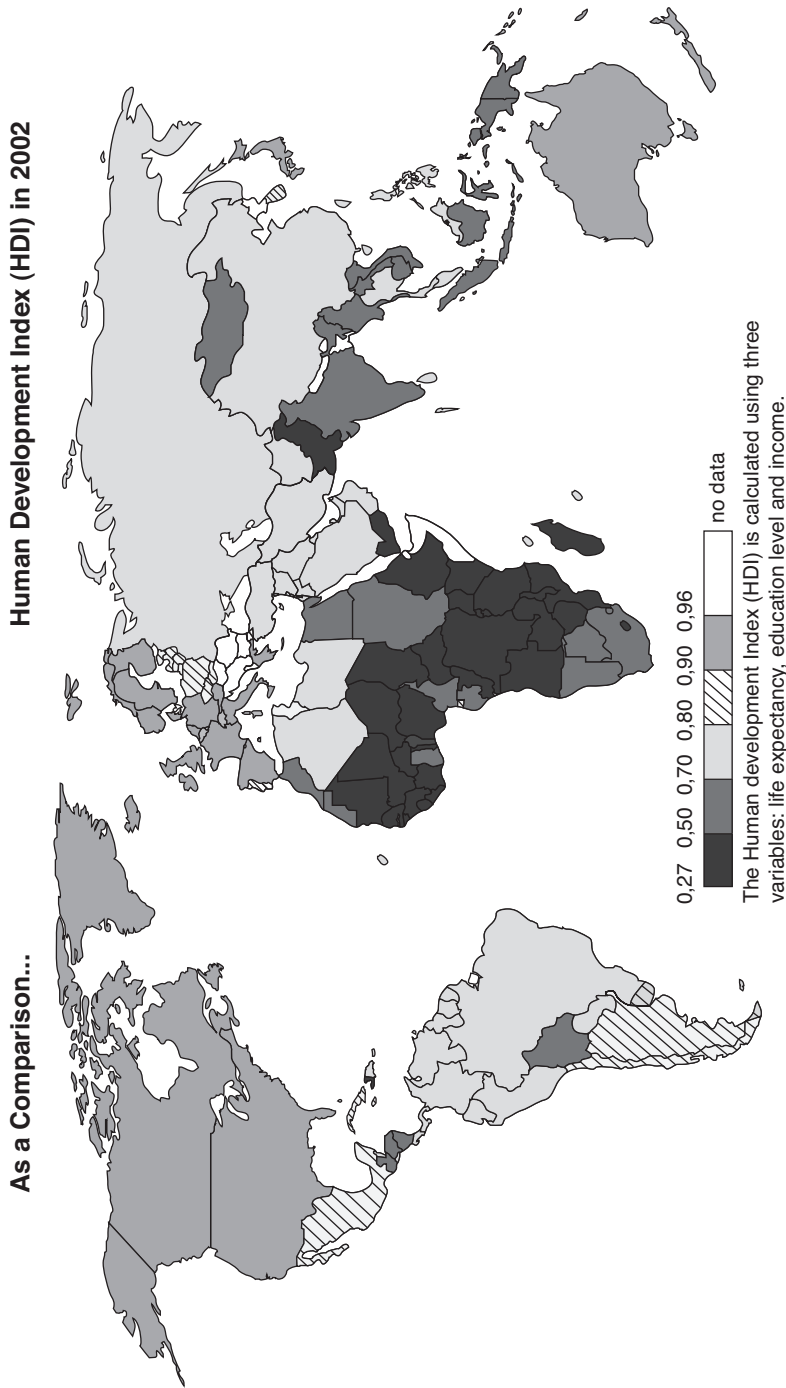 As a Comparison...
Human Development Index (HDI) in 2002
0,27 0,50 0,70 0,80 0,90 0,96
no data
The Human development Index (HDI) is calculated using three
variables: life expectancy, education level and income.